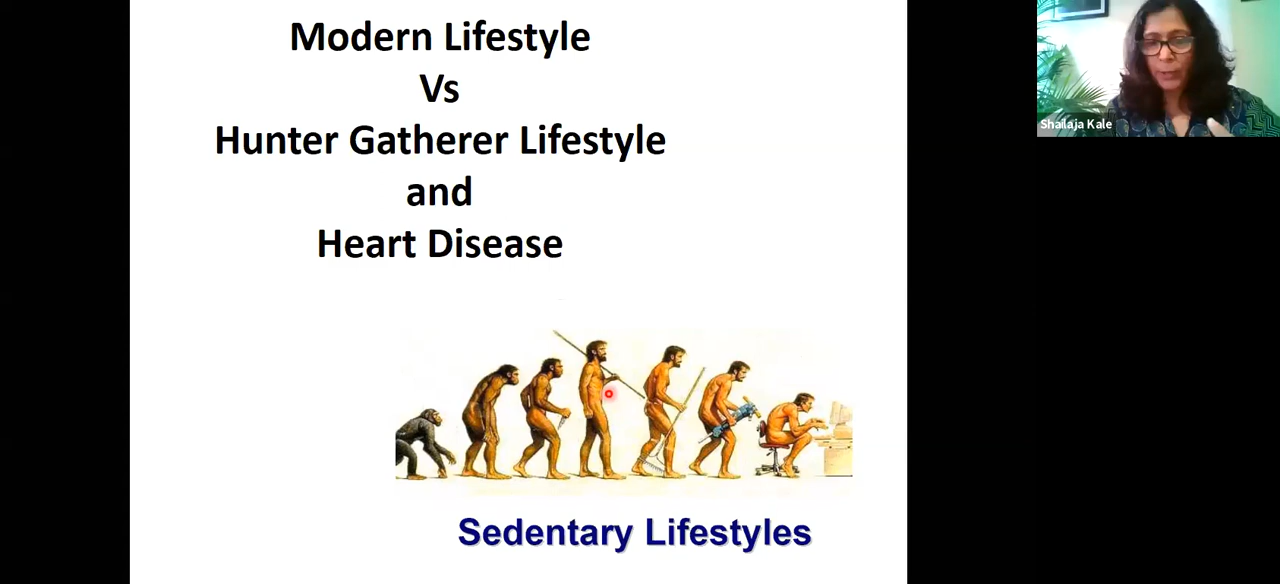 Modern Lifestyle
Vs
Hunter Gatherer Lifestyle
and
Heart Disease
Shailaja Kale
Sedentary Lifestyles